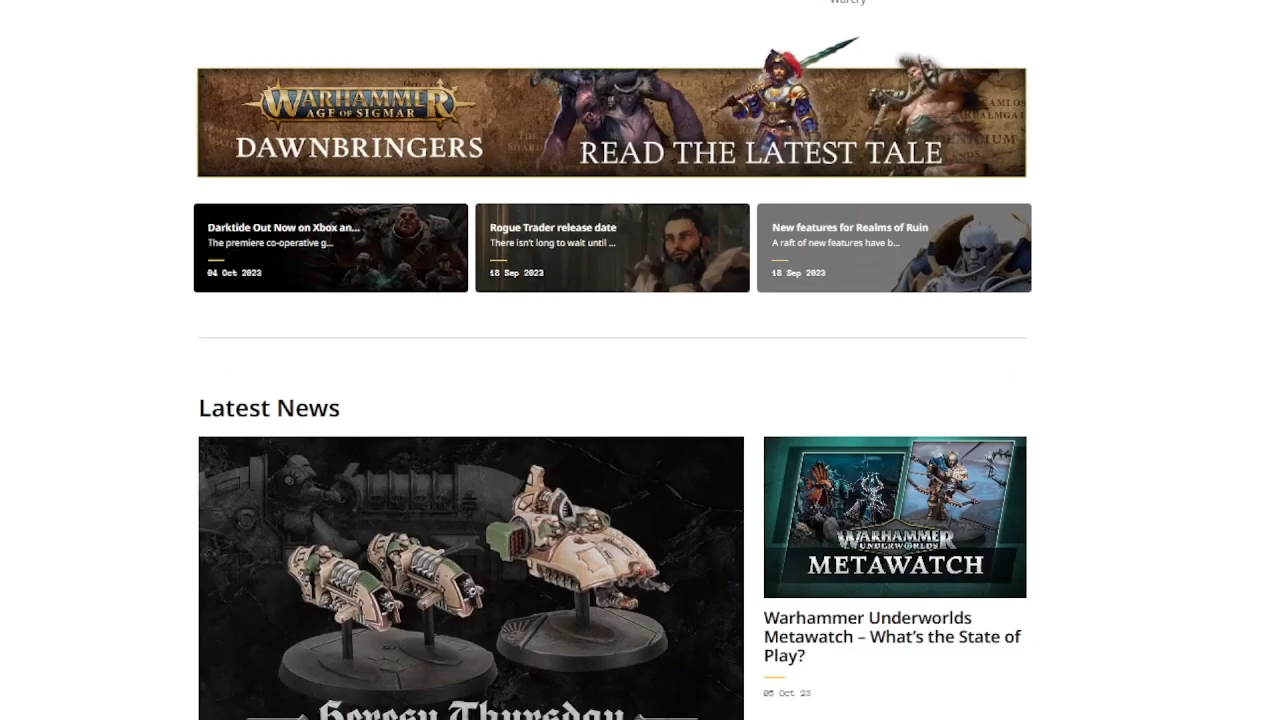 Warcry
WARHAMMER
AGE OF SIGMAR
DAWNBRINGERS
READ THE LATEST TALE
Darktide Out Now on Xbox an...
The premiere co-operative g...
04 Oct 2023
Rogue Trader release date
There isn't long to wait until ...
18 Sep 2023
New features for Realms of Ruin
A raft of new features have b...
18 Sep 2023
Latest News
Heresy Thursday
WARHAMMER
UNDERWORLDS
METAWATCH
Warhammer Underworlds
Metawatch – What's the State of
Play?
05 Oct 23